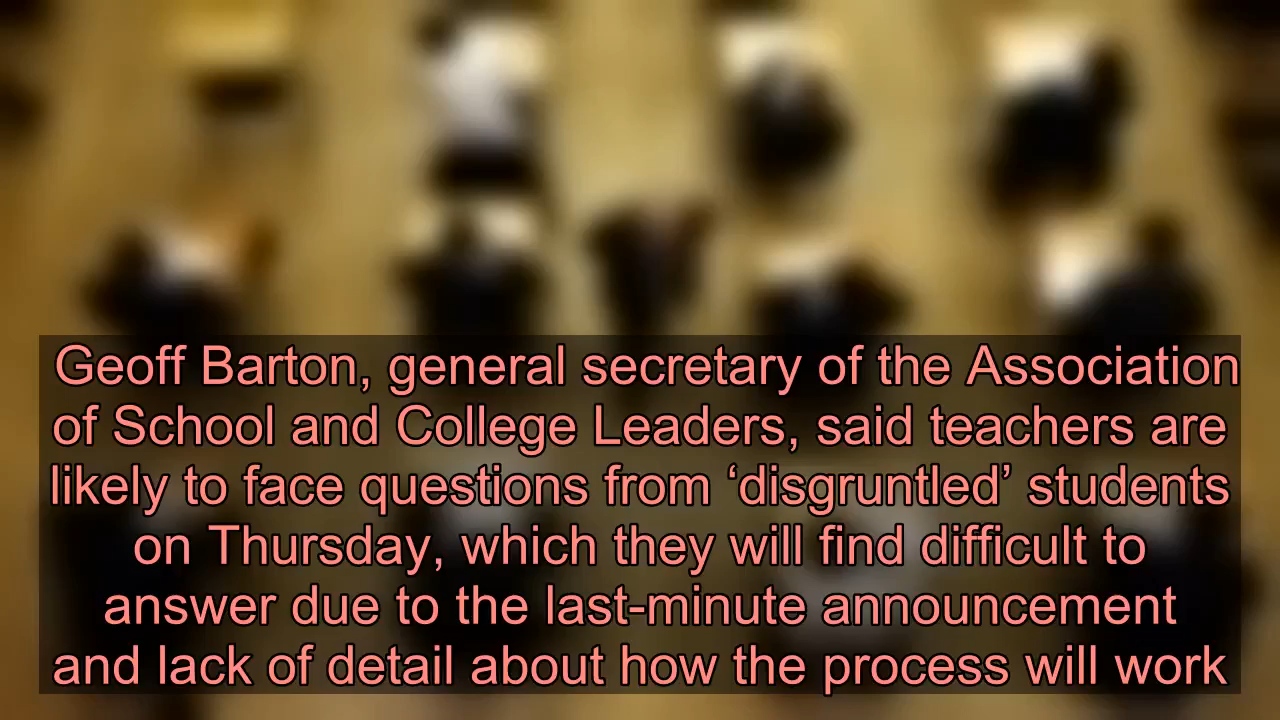 Geoff Barton, general secretary of the Association
of School and College Leaders, said teachers are
likely to face questions from ‘disgruntled’ students
on Thursday, which they will find difficult to
answer due to the last-minute announcement
and lack of detail about how the process will work